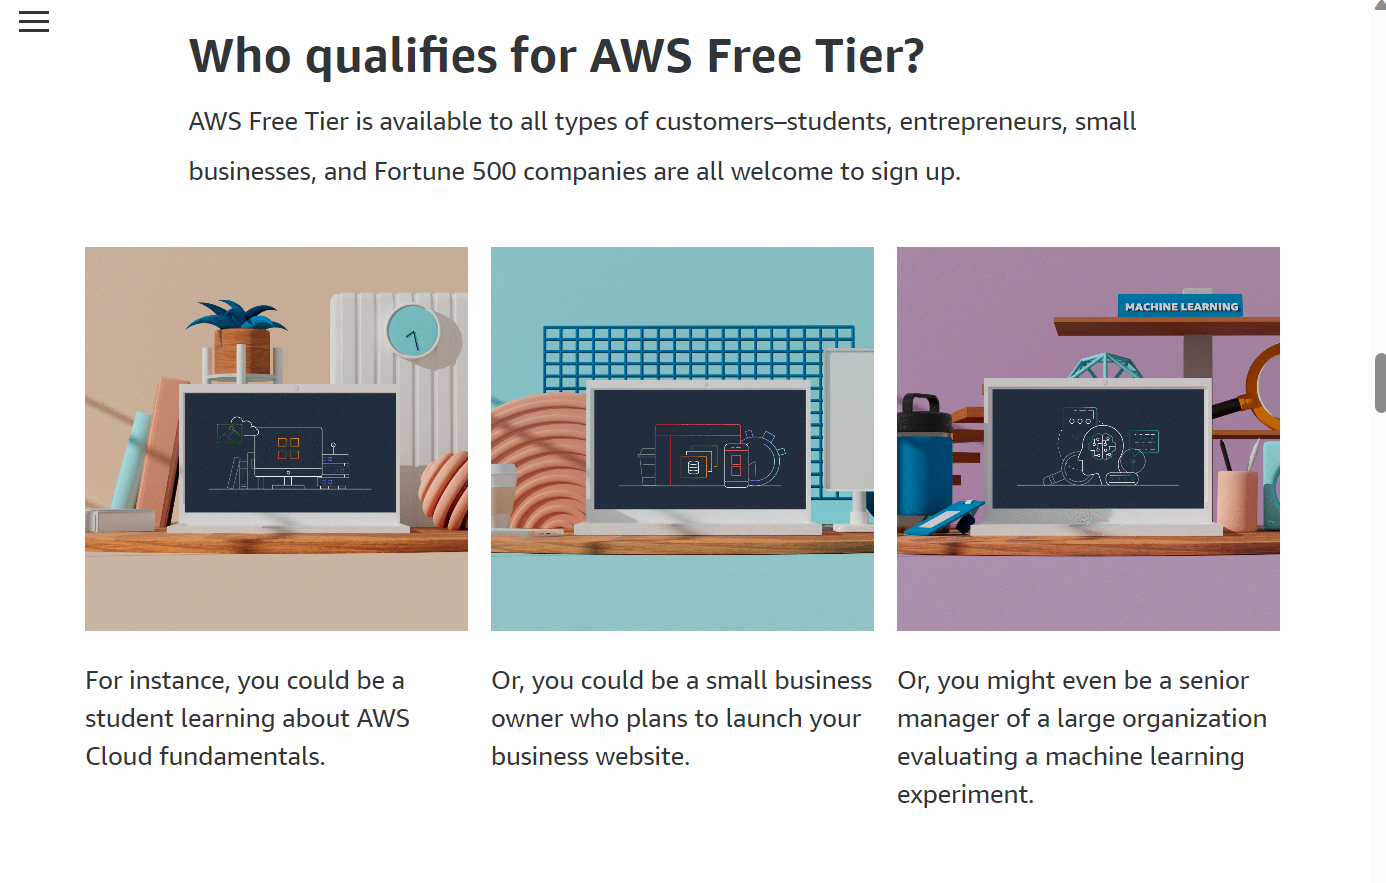 Who qualifies for AWS Free Tier?
AWS Free Tier is available to all types of customers–students, entrepreneurs, small
businesses, and Fortune 500 companies are all welcome to sign up.
MACHINE LEARNING
For instance, you could be a
student learning about AWS
Cloud fundamentals.
Or, you could be a small business
owner who plans to launch your
business website.
Or, you might even be a senior
manager of a large organization
evaluating a machine learning
experiment.